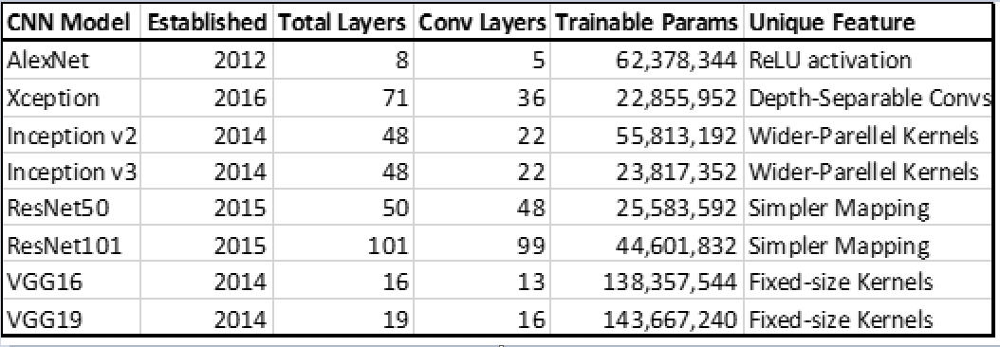 CNN Model Established Total Layers Conv Layers Trainable Params Unique Feature
AlexNet 2012 8 5 62,378,344 ReLU activation
Xception 2016 71 36 22,855,952 Depth-Separable Convs
Inception v2 2014 48 22 55,813,192 Wider-Parellel Kernels
Inception v3 2014 48 22 23,817,352 Wider-Parellel Kernels
ResNet50 2015 50 48 25,583,592 Simpler Mapping
ResNet101 2015 101 99 44,601,832 Simpler Mapping
VGG16 2014 16 13 138,357,544 Fixed-size Kernels
VGG19 2014 19 16 143,667,240 Fixed-size Kernels